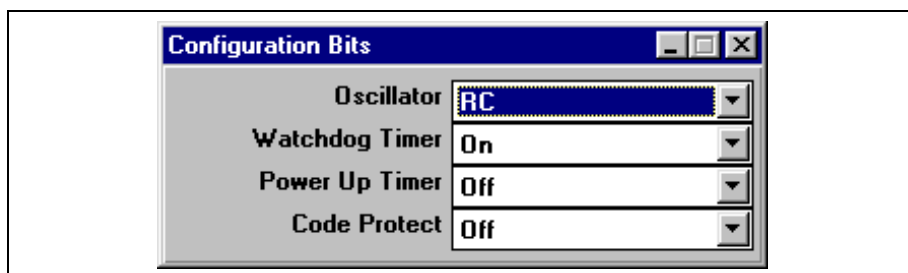 Configuration Bits
Oscillator RC
Watchdog Timer On
Power Up Timer Off
Code Protect Off